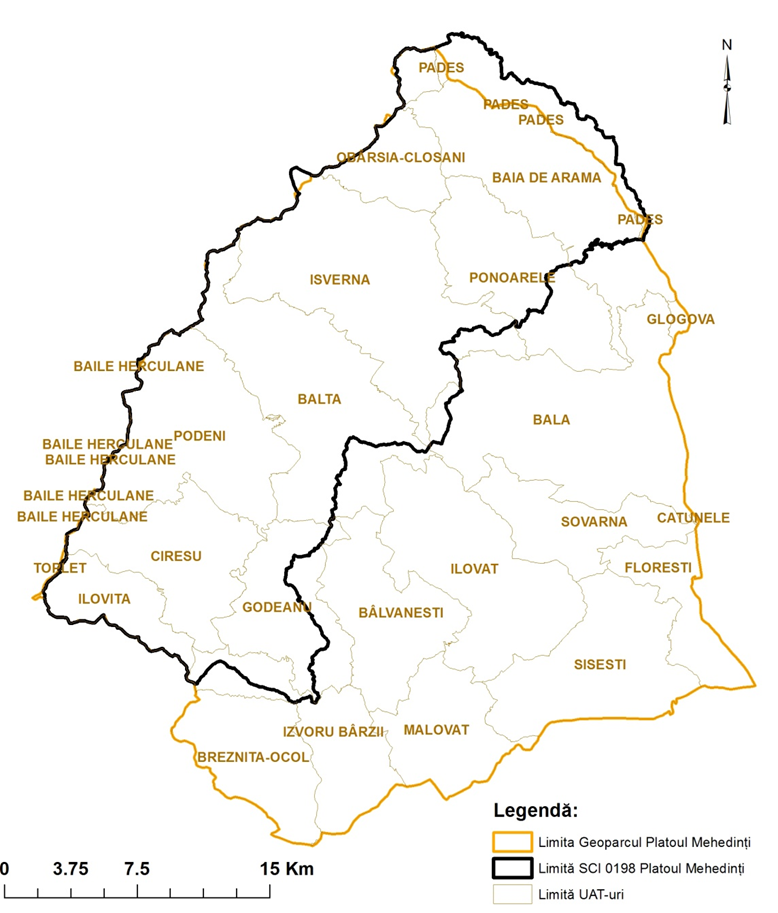 N
PADES
PADES
PADES
OBÂRSIA-CLOSANI
BAIA DE ARAMA
PADES
ISVERNA
PONOARELE
GLOGOVA
BAILE HERCULANE
BALTA
BALA
PODENI
BAILE HERCULANE
BAILE HERCULANE
BAILE HERCULANE
BAILE HERCULANE
SOVARNA
CATUNELE
CIRESU
TOPLET
ILOVAT
FLORESTI
ILOVITA
GODEANU
BÂLVANESTI
SISESTI
IZVORU BÂRZII
MALOVAT
BREZNITA-OCOL
Legendă:
Limita Geoparcul Platoul Mehedinți
Limită SCI 0198 Platoul Mehedinți
Limită UAT-uri
0 3.75 7.5 15 Km